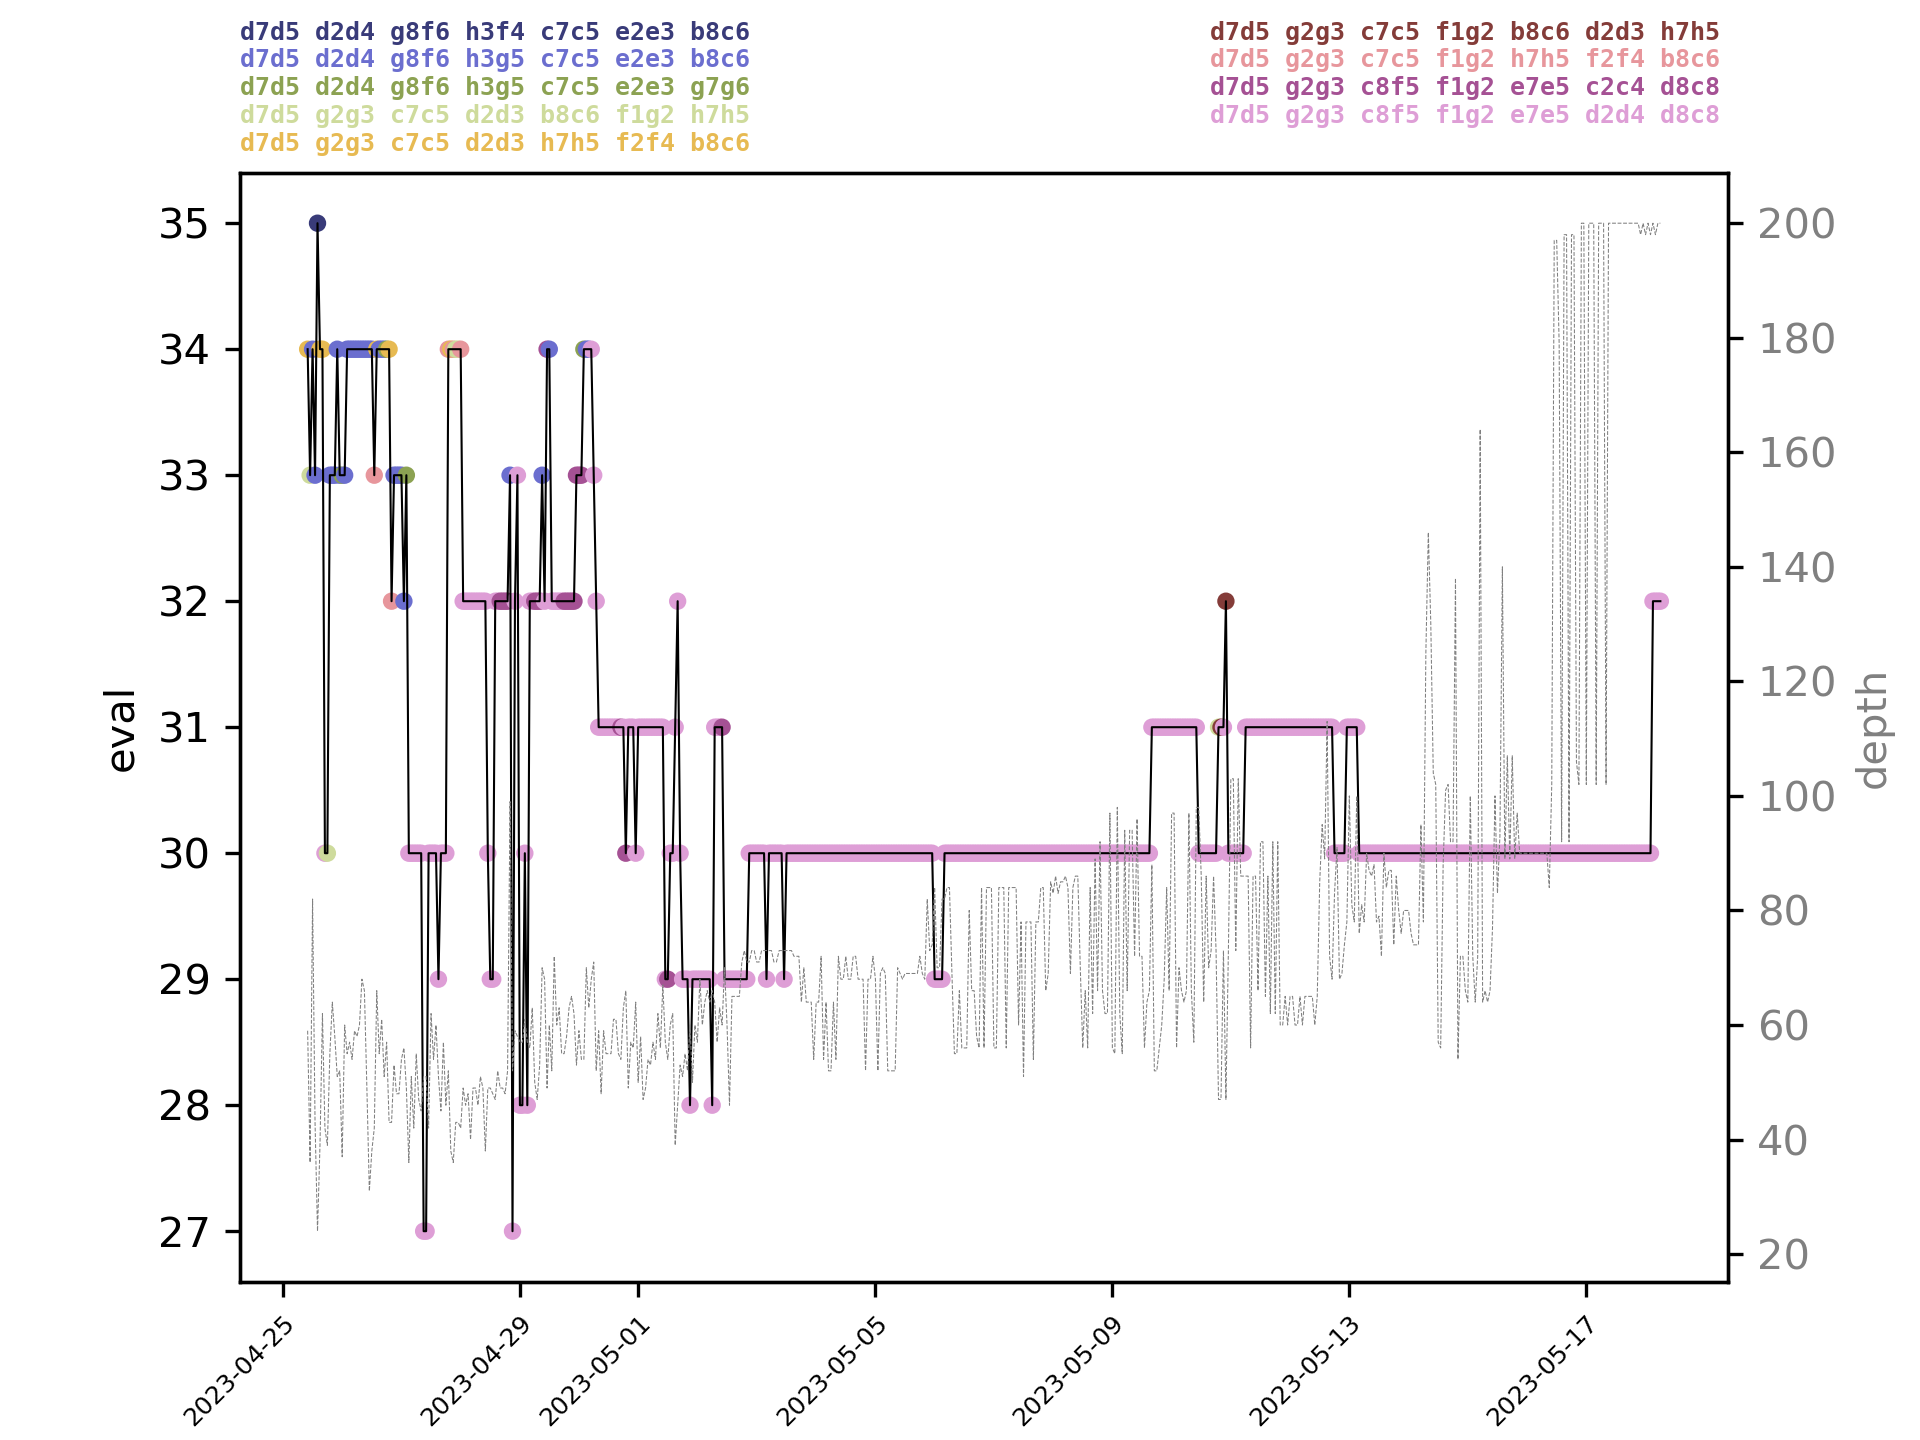 d7d5 d2d4 g8f6 h3f4 c7c5 e2e3 b8c6
d7d5 d2d4 g8f6 h3g5 c7c5 e2e3 b8c6
d7d5 d2d4 g8f6 h3g5 c7c5 e2e3 g7g6
d7d5 g2g3 c7c5 d2d3 b8c6 f1g2 h7h5
d7d5 g2g3 c7c5 d2d3 h7h5 f2f4 b8c6
d7d5 g2g3 c7c5 f1g2 b8c6 d2d3 h7h5
d7d5 g2g3 c7c5 f1g2 h7h5 f2f4 b8c6
d7d5 g2g3 c8f5 f1g2 e7e5 c2c4 d8c8
d7d5 g2g3 c8f5 f1g2 e7e5 d2d4 d8c8
eval
35
34
33
32
31
30
29
28
27
200
180
160
140
120
100
80
60
40
20
depth
2023-04-25
2023-04-29
2023-05-01
2023-05-05
2023-05-09
2023-05-13
2023-05-17